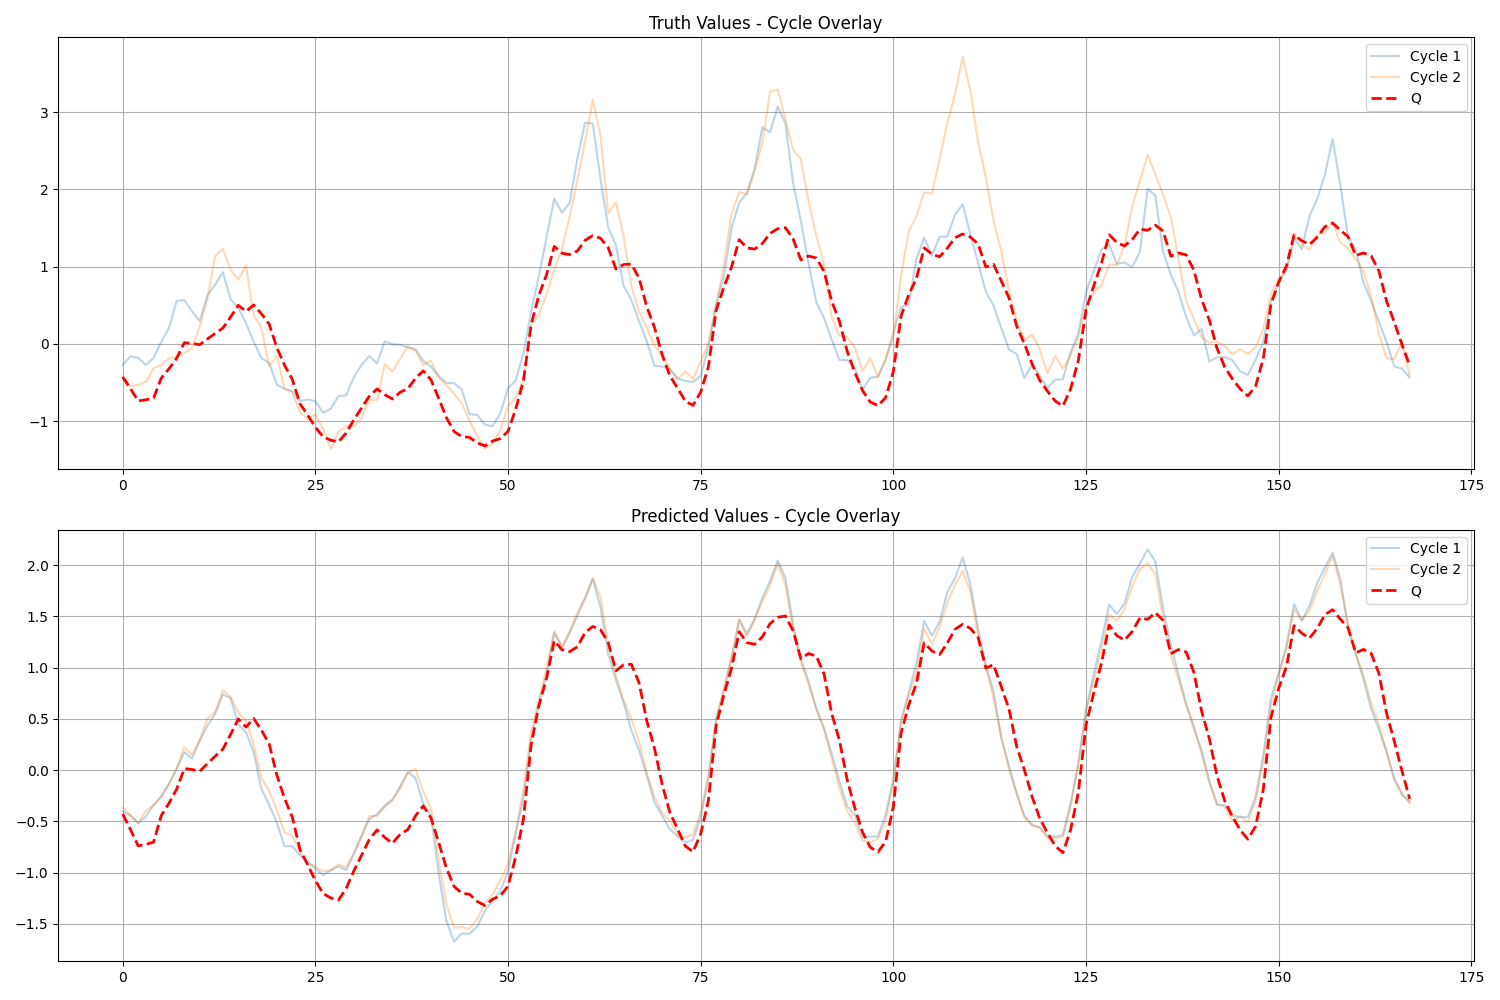 Truth Values - Cycle Overlay
Cycle 1
Cycle 2
Q
3
2
1
0
−1
0 25 50 75 100 125 150 175
Predicted Values - Cycle Overlay
Cycle 1
Cycle 2
Q
2.0
1.5
1.0
0.5
0.0
−0.5
−1.0
−1.5
0 25 50 75 100 125 150 175